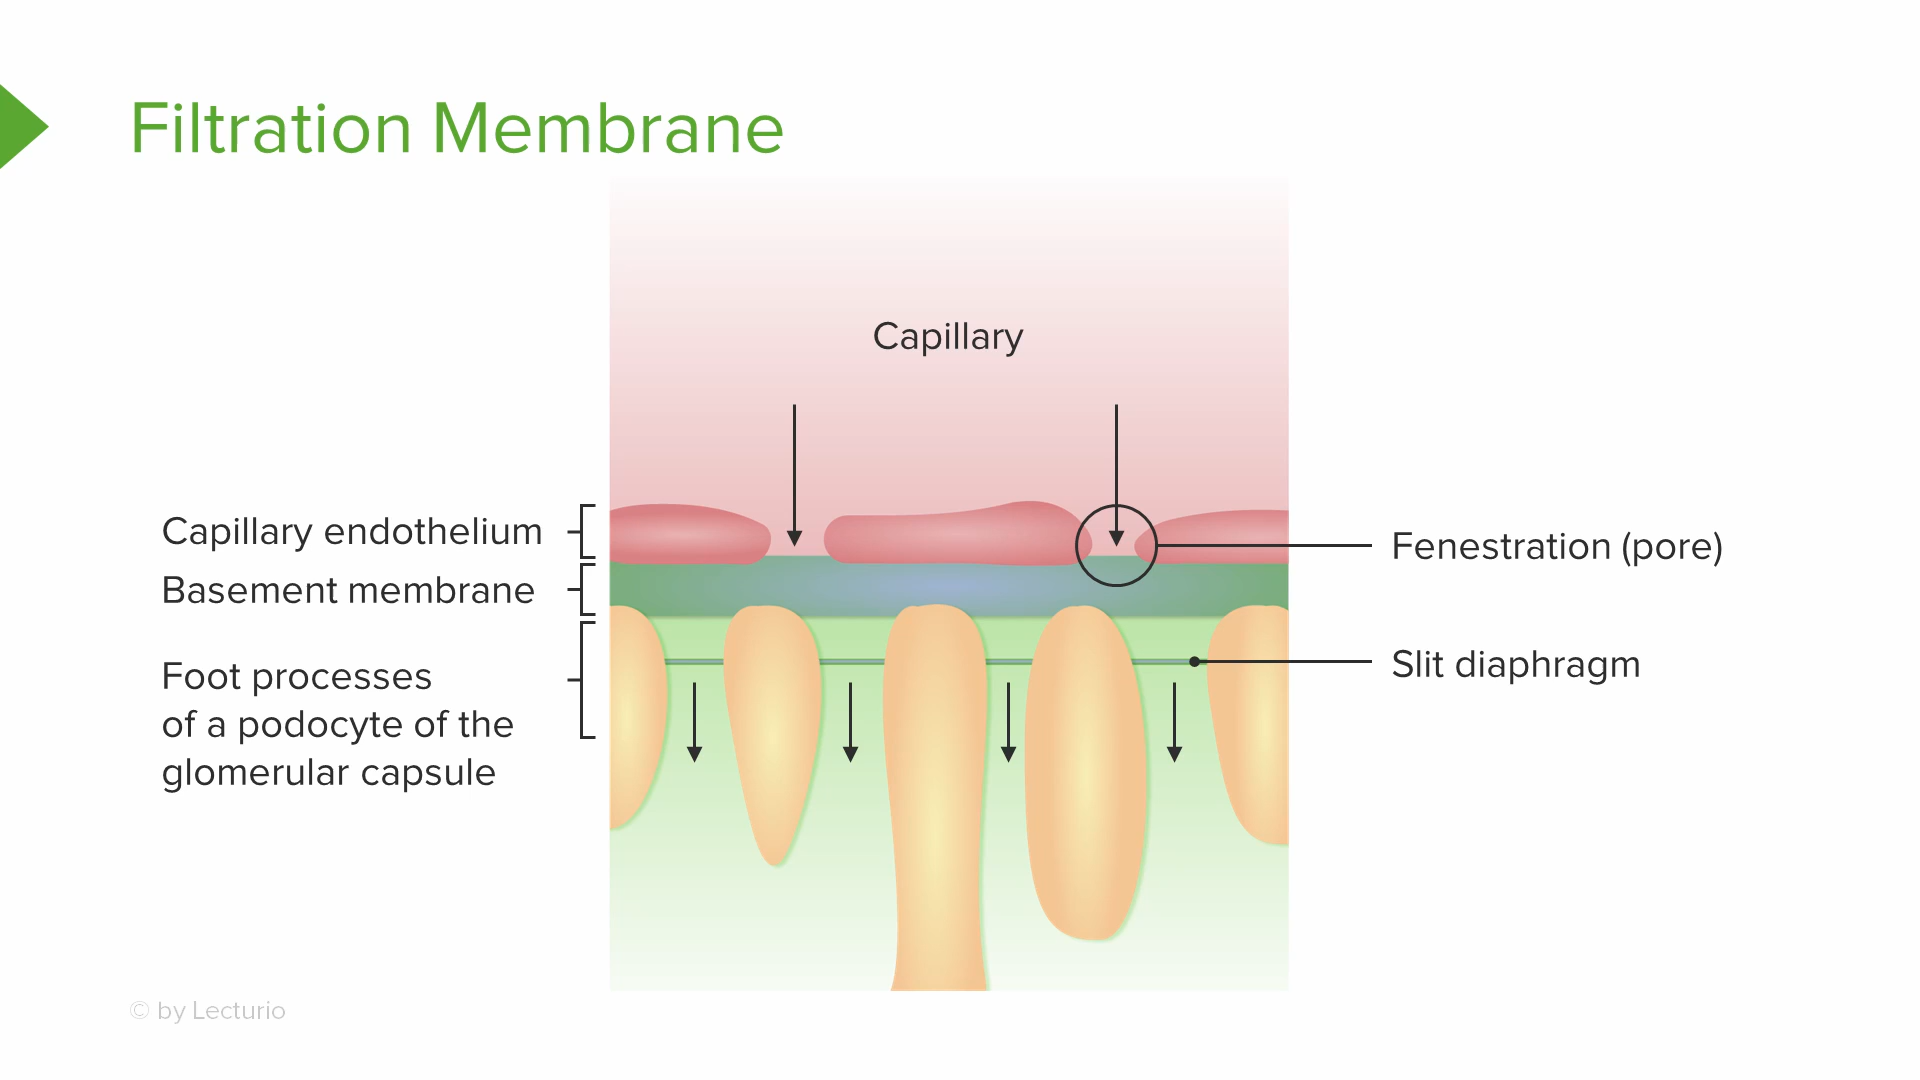 Filtration Membrane
Capillary
Capillary endothelium
Basement membrane
Foot processes
of a podocyte of the
glomerular capsule
Fenestration (pore)
Slit diaphragm
© by Lecturio